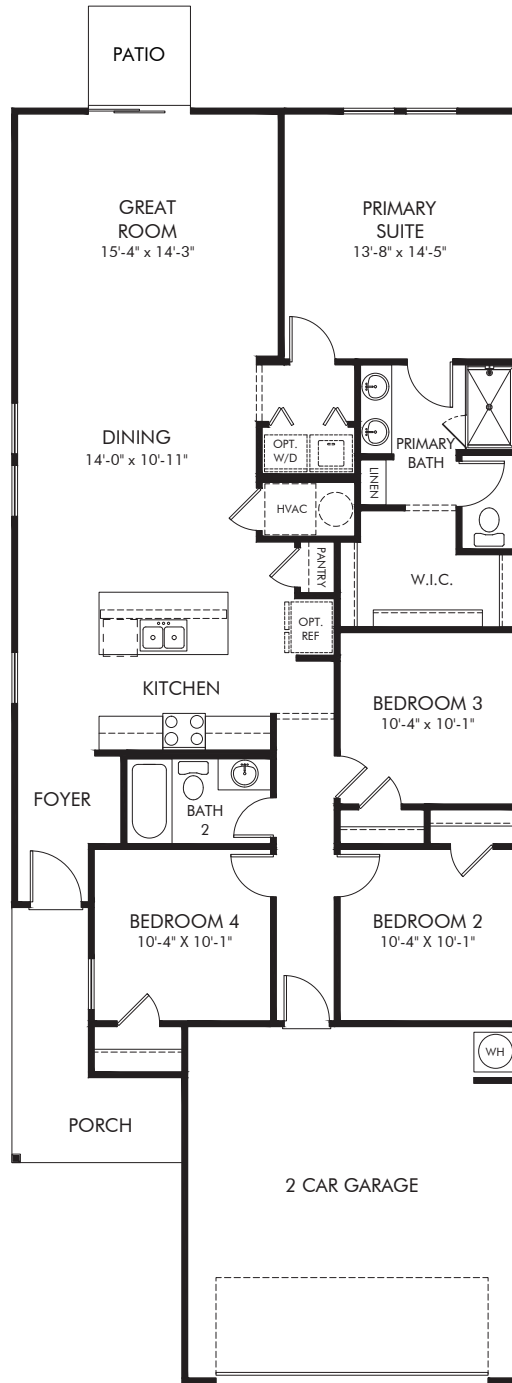 PATIO
GREAT
ROOM
15'-4" x 14'-3"
PRIMARY
SUITE
13'-8" x 14'-5"
DINING
14'-0" x 10'-11"
OPT.
W/D
PRIMARY
BATH
LINEN
HVAC
PANTRY
W.I.C.
OPT.
REF
KITCHEN
BEDROOM 3
10'-4" x 10'-1"
FOYER
BATH
2
BEDROOM 4
10'-4" X 10'-1"
BEDROOM 2
10'-4" X 10'-1"
WH
PORCH
2 CAR GARAGE